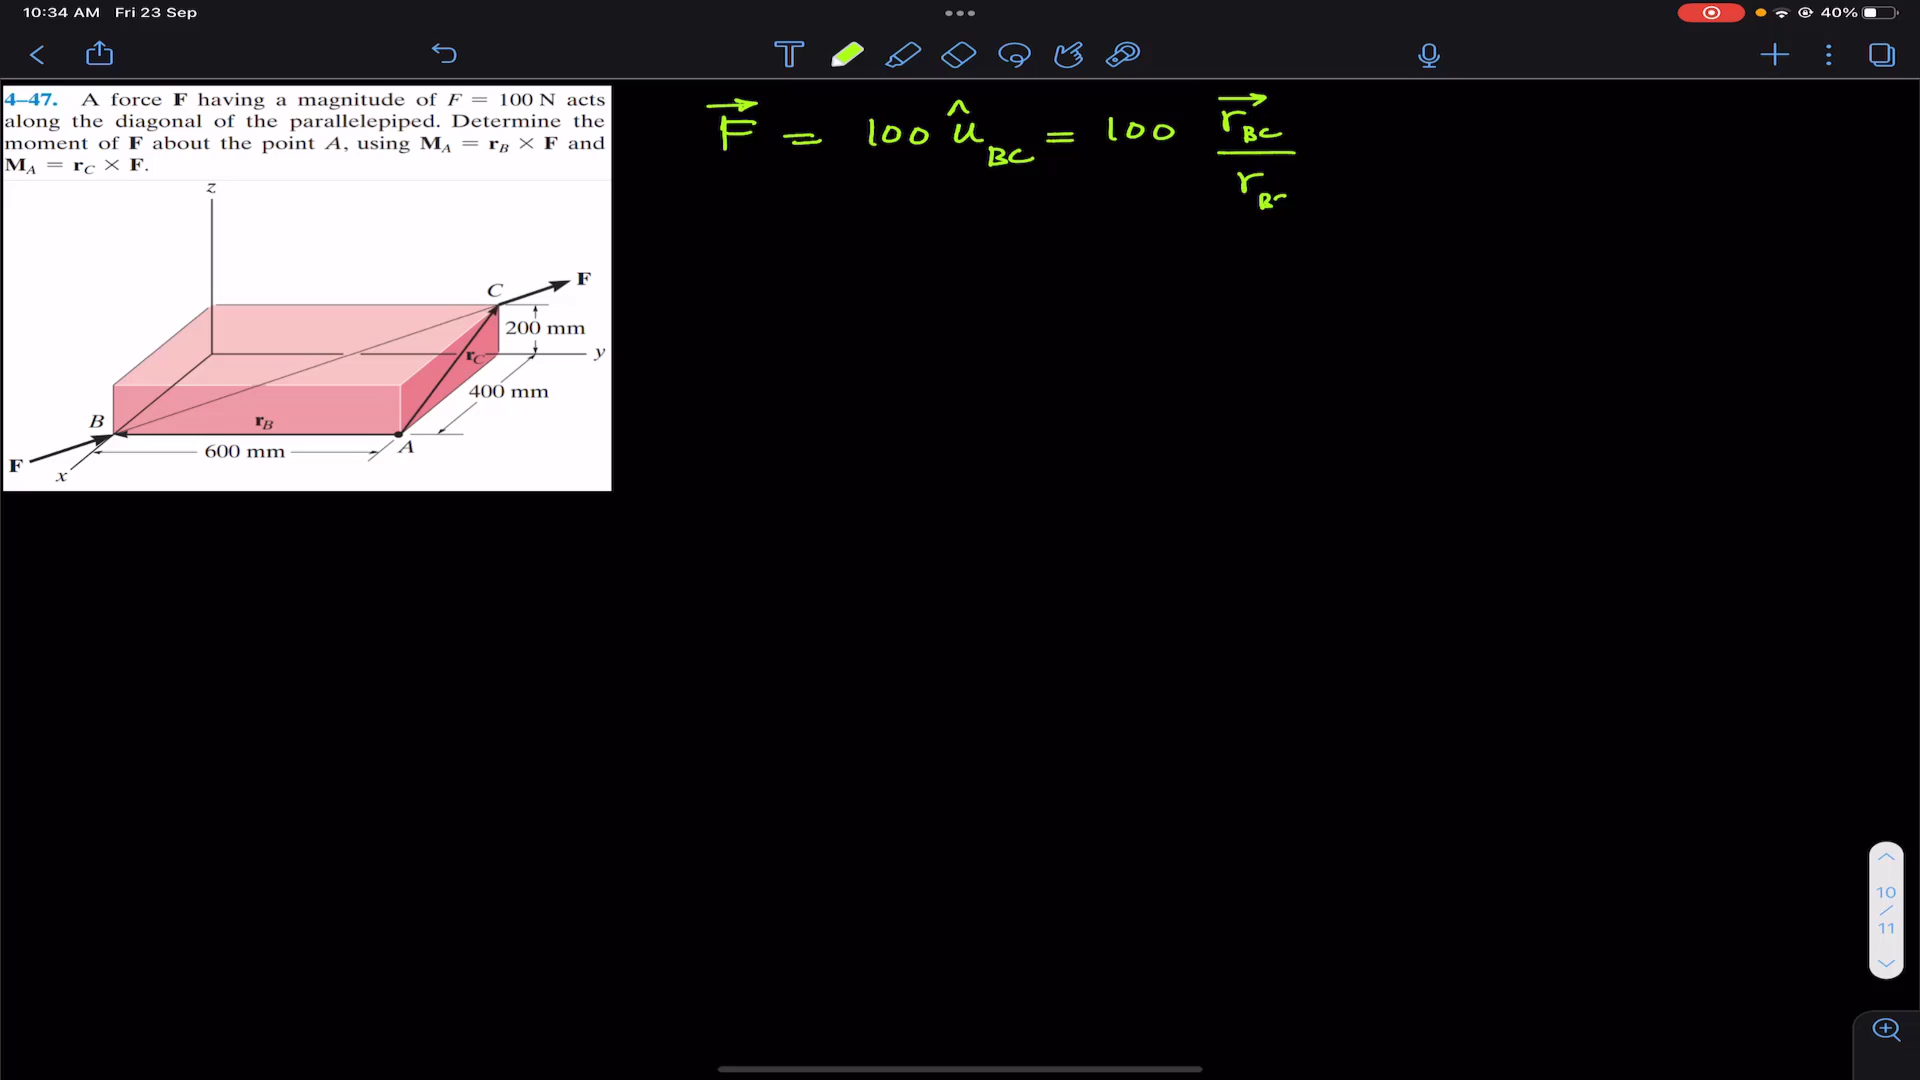 10:34 AM Fri 23 Sep
40%
4–47. A force F having a magnitude of F = 100 N acts
along the diagonal of the parallelepiped. Determine the
moment of F about the point A, using M_A = r_B × F and
M_A = r_C × F.
z
F
C
200 mm
r_C
y
400 mm
B
r_B
A
600 mm
F
x
F⃗ = 100 û_BC = 100 r⃗_BC / r_BC
10
/
11